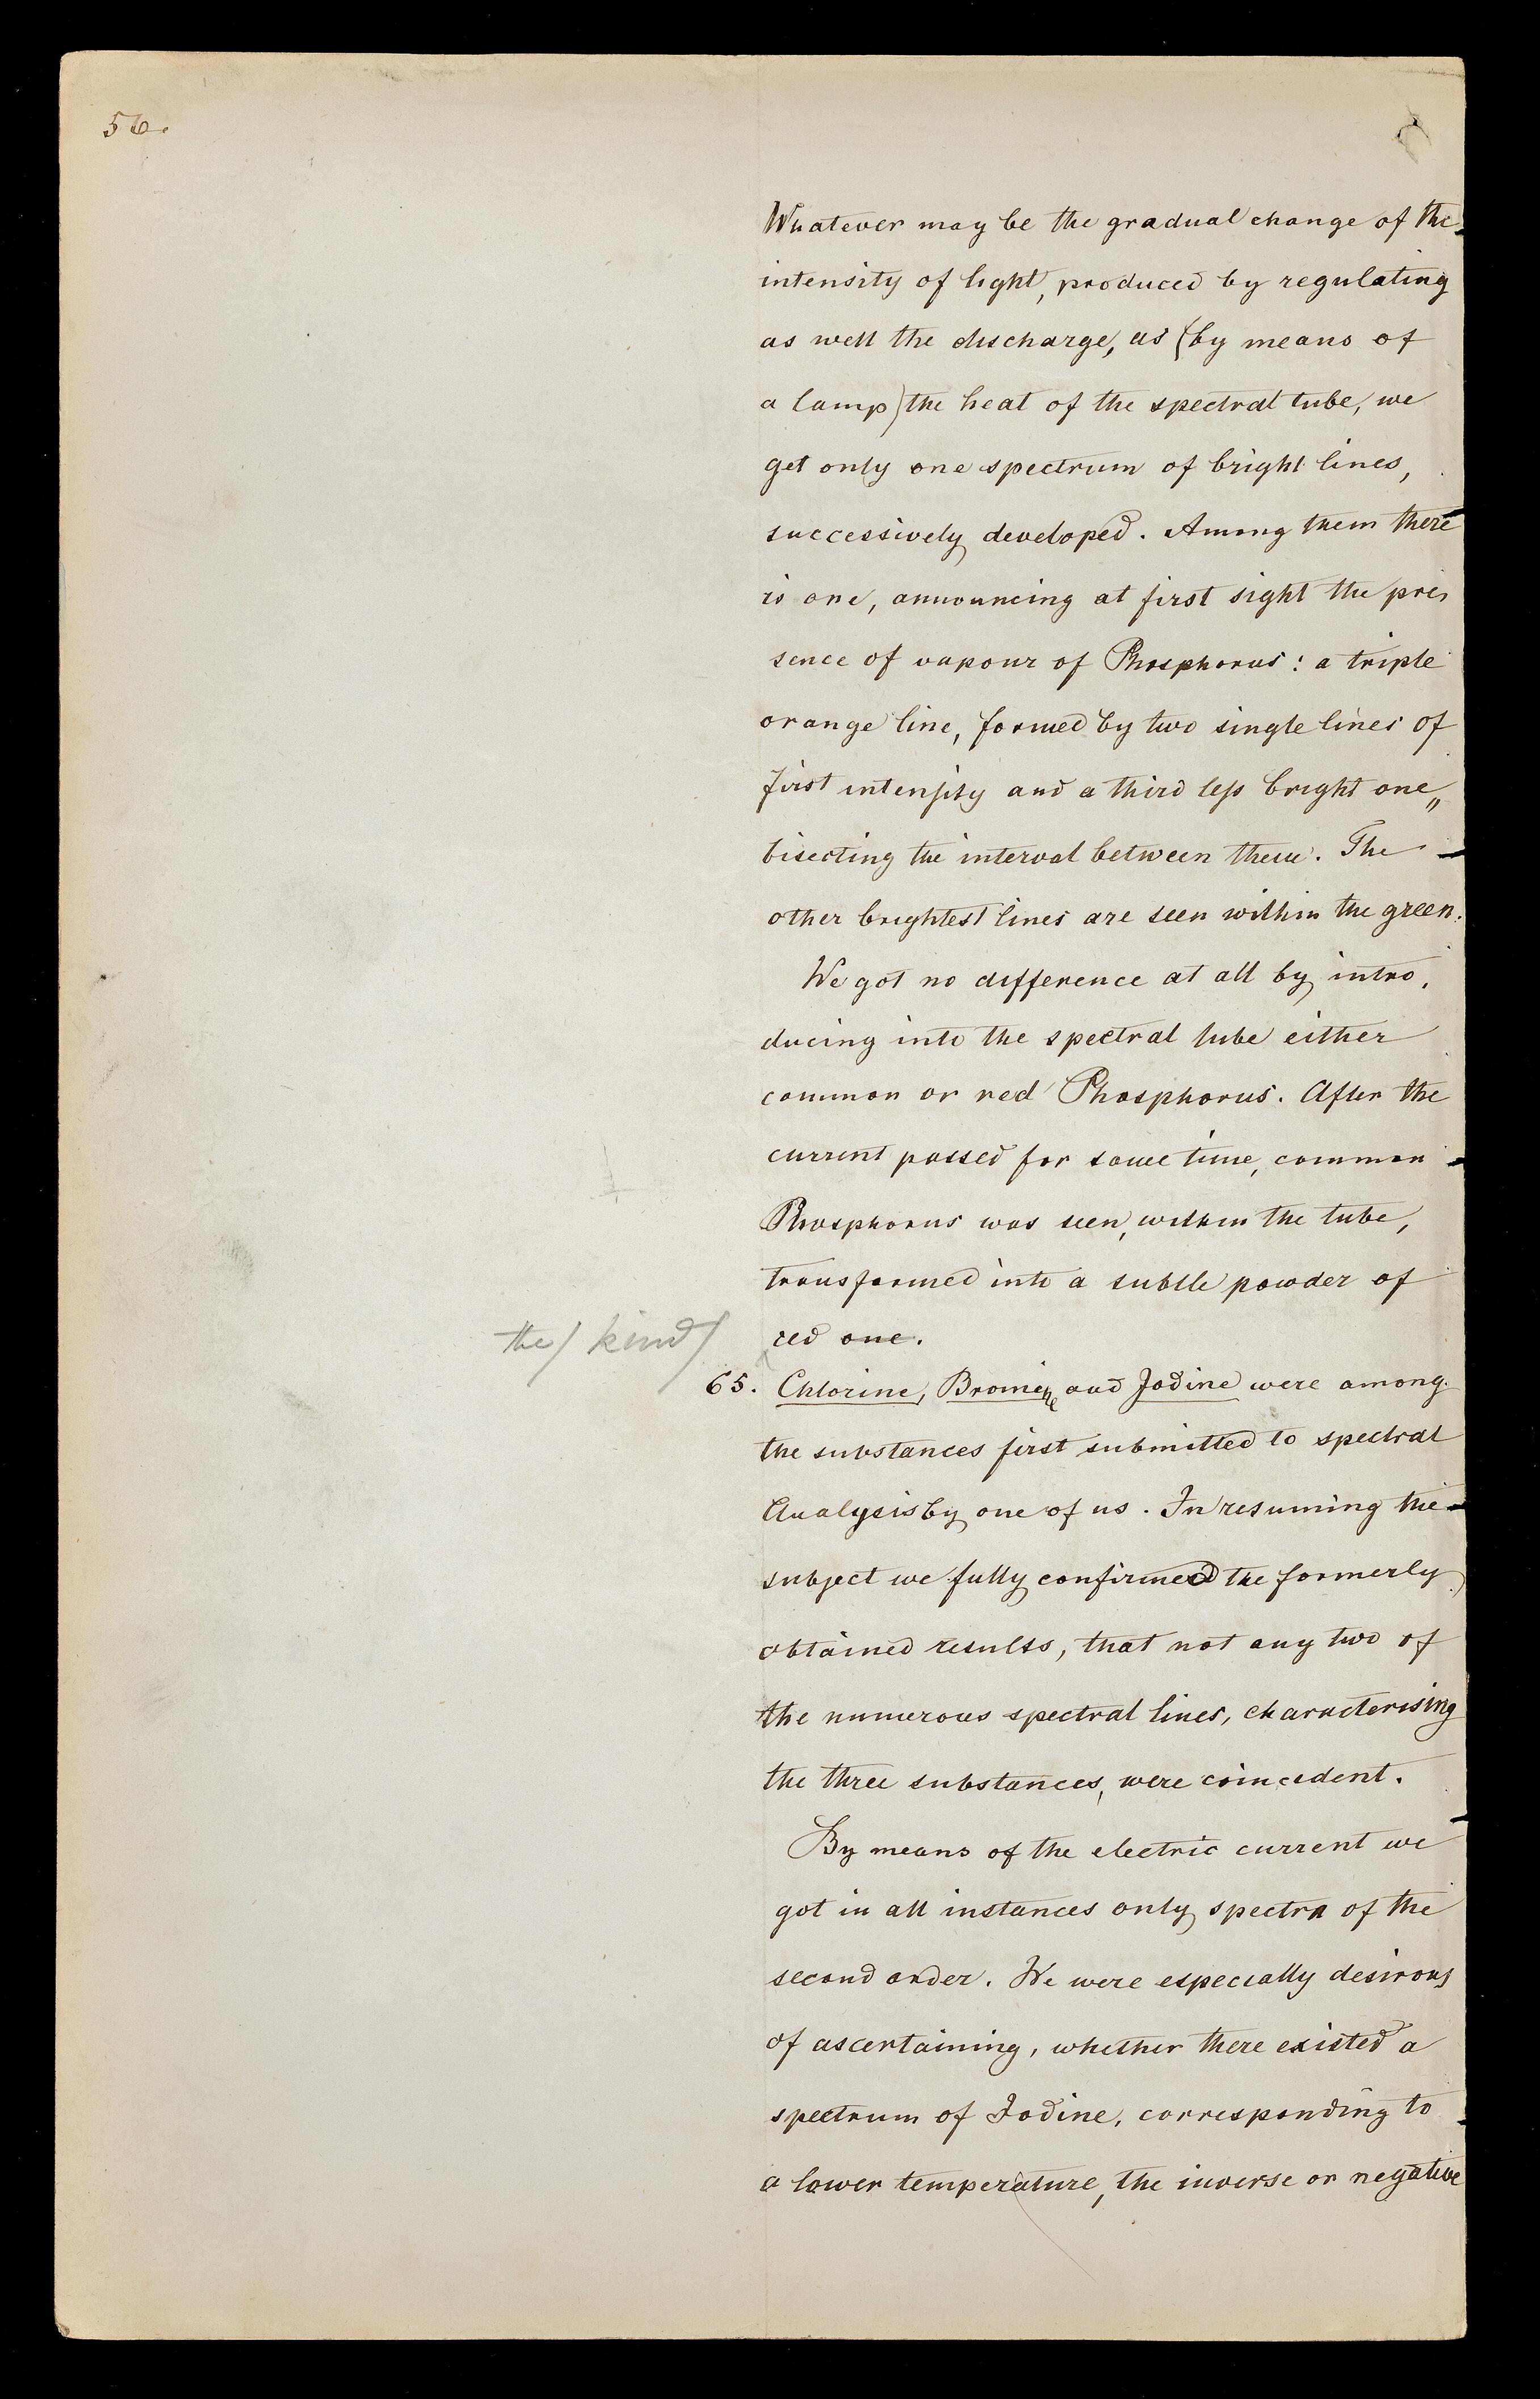 56.
Whatever may be the gradual change of the
intensity of light, produced by regulating
as well the discharge, as (by means of
a lamp) the heat of the spectral tube, we
get only one spectrum of bright lines,
successively developed. Among them there
is one, announcing at first sight the pre,
sence of vapour of Phosphorus: a triple
orange line, formed by two single lines of
first intensity and a third less bright one,,
bisecting the interval between these. The
other brightest lines are seen within the green.
We got no difference at all by intro,
ducing into the spectral tube either
common or red Phosphorus. After the
current passed for some time, common
Phosphorus was seen, within the tube,
transformed into a subtle powder of
the/ kind/ red one.
65. Chlorine, Bromine and Jodine were among
the substances first submitted to spectral
Analysis by one of us. In resuming the
subject we fully confirmed the formerly
obtained results, that not any two of
the numerous spectral lines, characterising
the three substances, were coincident.
By means of the electric current we
got in all instances only spectra of the
second order. We were especially desirous
of ascertaining, whether there existed a
spectrum of Iodine, corresponding to
a lower temperature, the inverse or negative